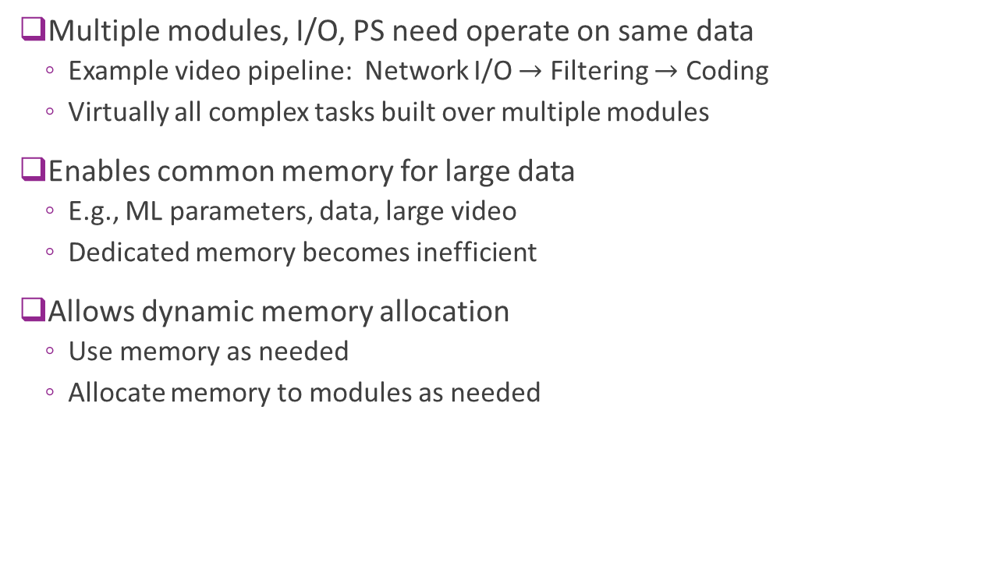 ❑Multiple modules, I/O, PS need operate on same data
◦ Example video pipeline: Network I/O → Filtering → Coding
◦ Virtually all complex tasks built over multiple modules
❑Enables common memory for large data
◦ E.g., ML parameters, data, large video
◦ Dedicated memory becomes inefficient
❑Allows dynamic memory allocation
◦ Use memory as needed
◦ Allocate memory to modules as needed